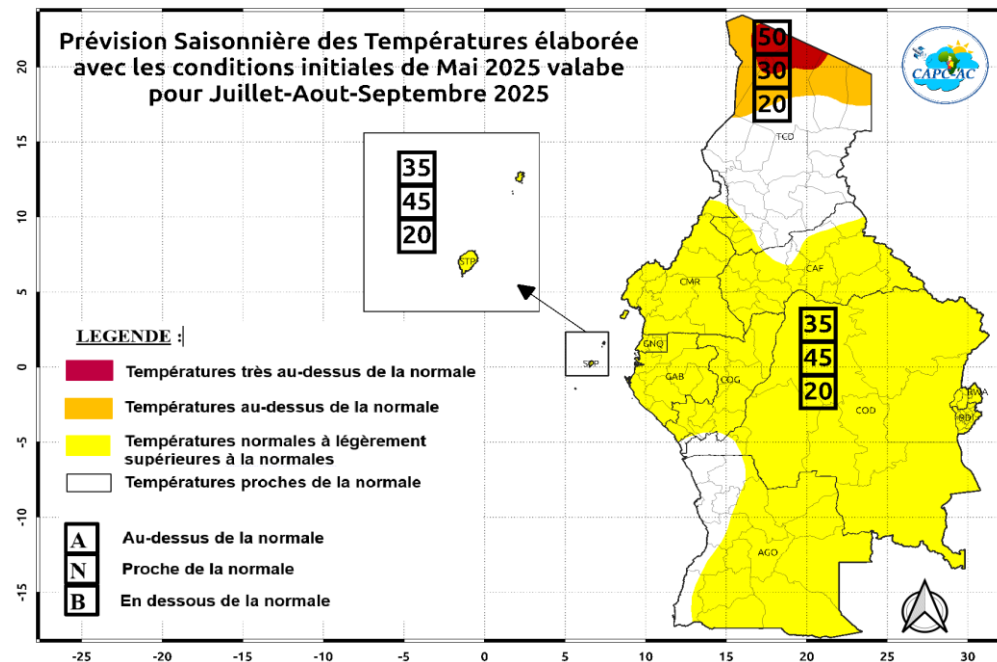 Prévision Saisonnière des Températures élaborée
avec les conditions initiales de Mai 2025 valabe
pour Juillet-Aout-Septembre 2025
CAPC-AC
50
30
20
TCD
35
45
20
STP
CMR
CAF
GNQ
GAB
COG
COD
RWA
BDI
AGO
35
45
20
STP
LEGENDE :
Températures très au-dessus de la normale
Températures au-dessus de la normale
Températures normales à légèrement
supérieures à la normales
Températures proches de la normale
A Au-dessus de la normale
N Proche de la normale
B En dessous de la normale
20
15
10
5
0
-5
-10
-15
-25 -20 -15 -10 -5 0 5 10 15 20 25 30